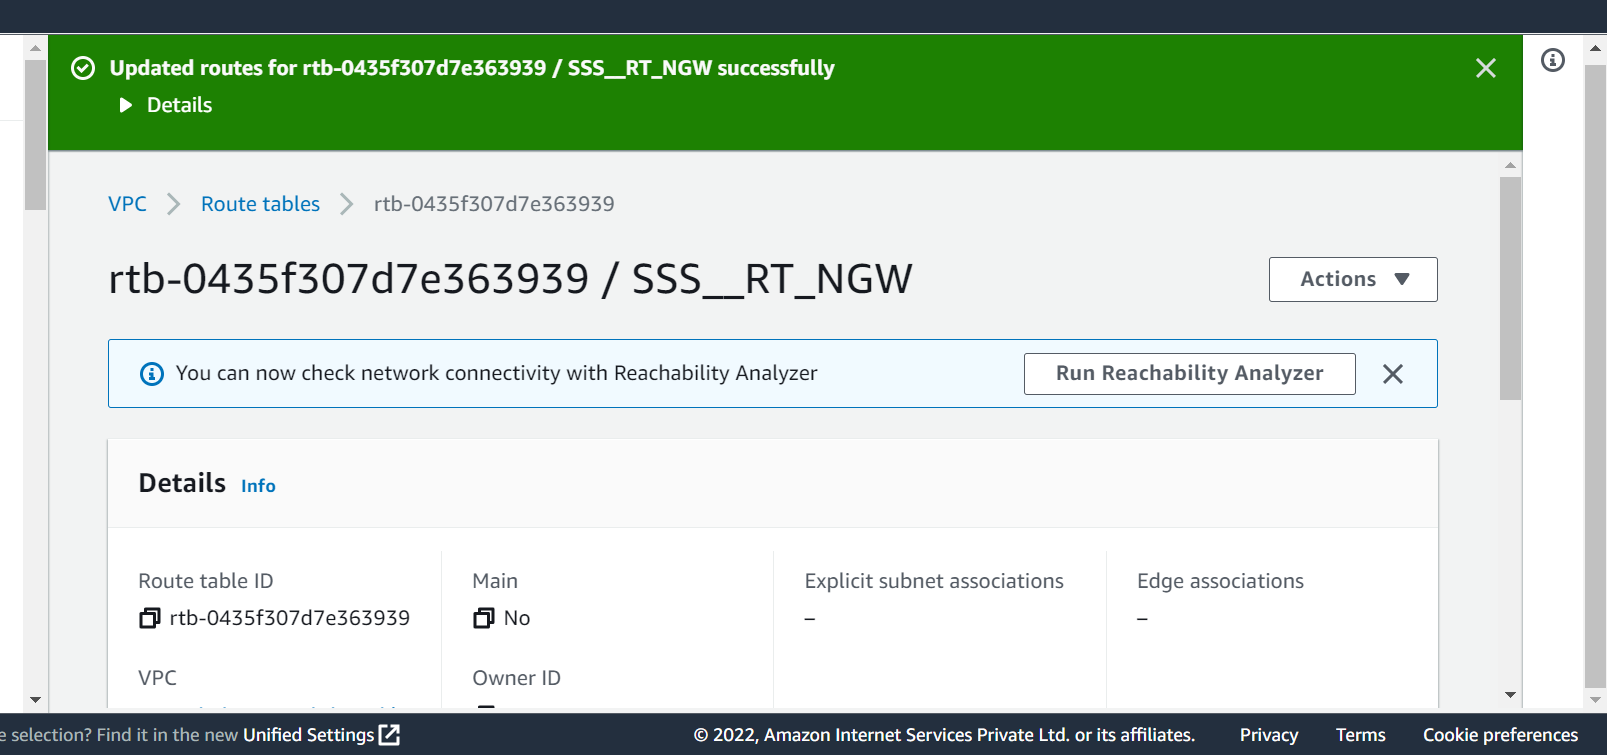 Updated routes for rtb-0435f307d7e363939 / SSS__RT_NGW successfully
Details
VPC
Route tables
rtb-0435f307d7e363939
rtb-0435f307d7e363939 / SSS__RT_NGW
Actions
You can now check network connectivity with Reachability Analyzer
Run Reachability Analyzer
Details Info
Route table ID
rtb-0435f307d7e363939
Main
No
Explicit subnet associations
–
Edge associations
–
VPC
Owner ID
selection? Find it in the new Unified Settings
© 2022, Amazon Internet Services Private Ltd. or its affiliates.
Privacy
Terms
Cookie preferences